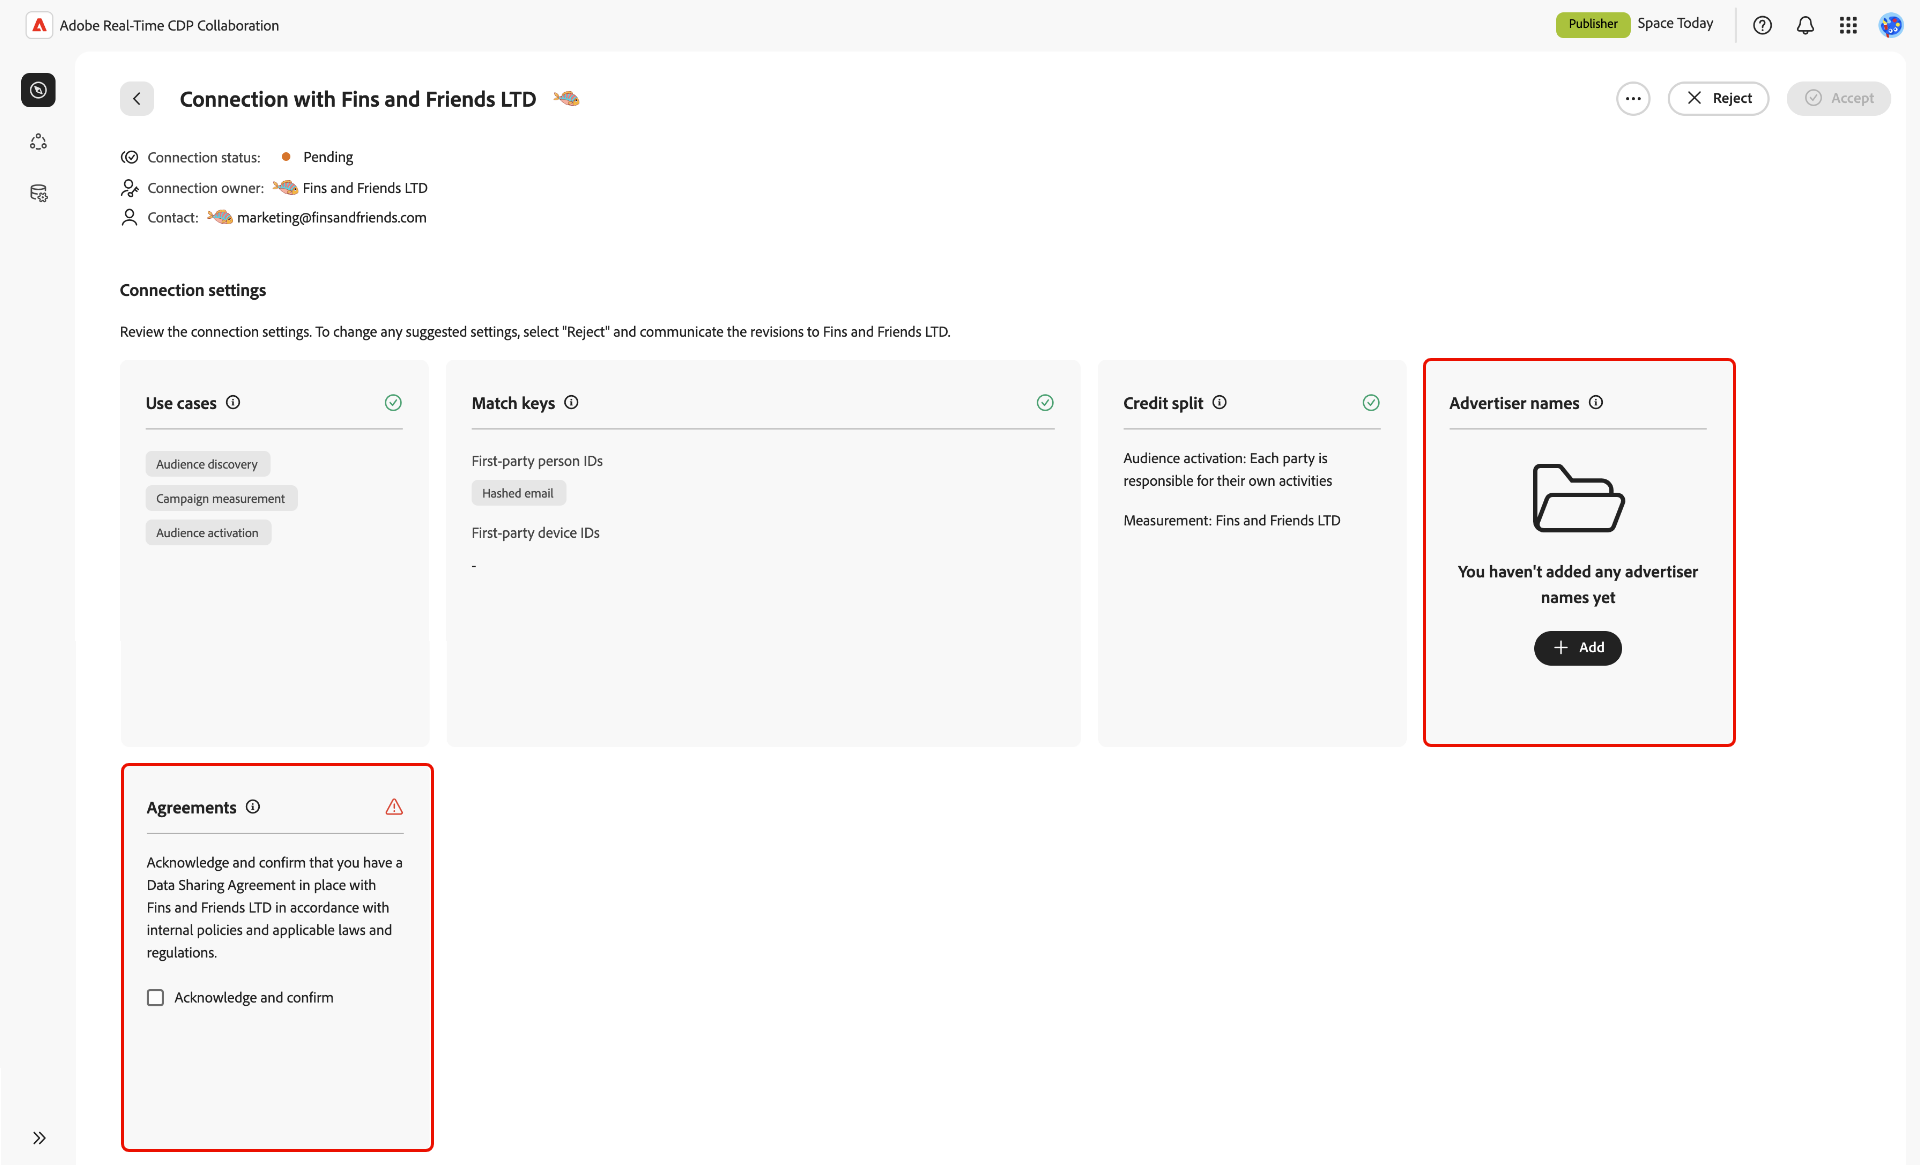 Adobe Real-Time CDP Collaboration
Publisher
Space Today
Connection with Fins and Friends LTD
Reject
Accept
Connection status: Pending
Connection owner: Fins and Friends LTD
Contact: marketing@finsandfriends.com
Connection settings
Review the connection settings. To change any suggested settings, select "Reject" and communicate the revisions to Fins and Friends LTD.
Use cases
Audience discovery
Campaign measurement
Audience activation
Match keys
First-party person IDs
Hashed email
First-party device IDs
-
Credit split
Audience activation: Each party is
responsible for their own activities
Measurement: Fins and Friends LTD
Advertiser names
You haven't added any advertiser
names yet
Add
Agreements
Acknowledge and confirm that you have a
Data Sharing Agreement in place with
Fins and Friends LTD in accordance with
internal policies and applicable laws and
regulations.
Acknowledge and confirm